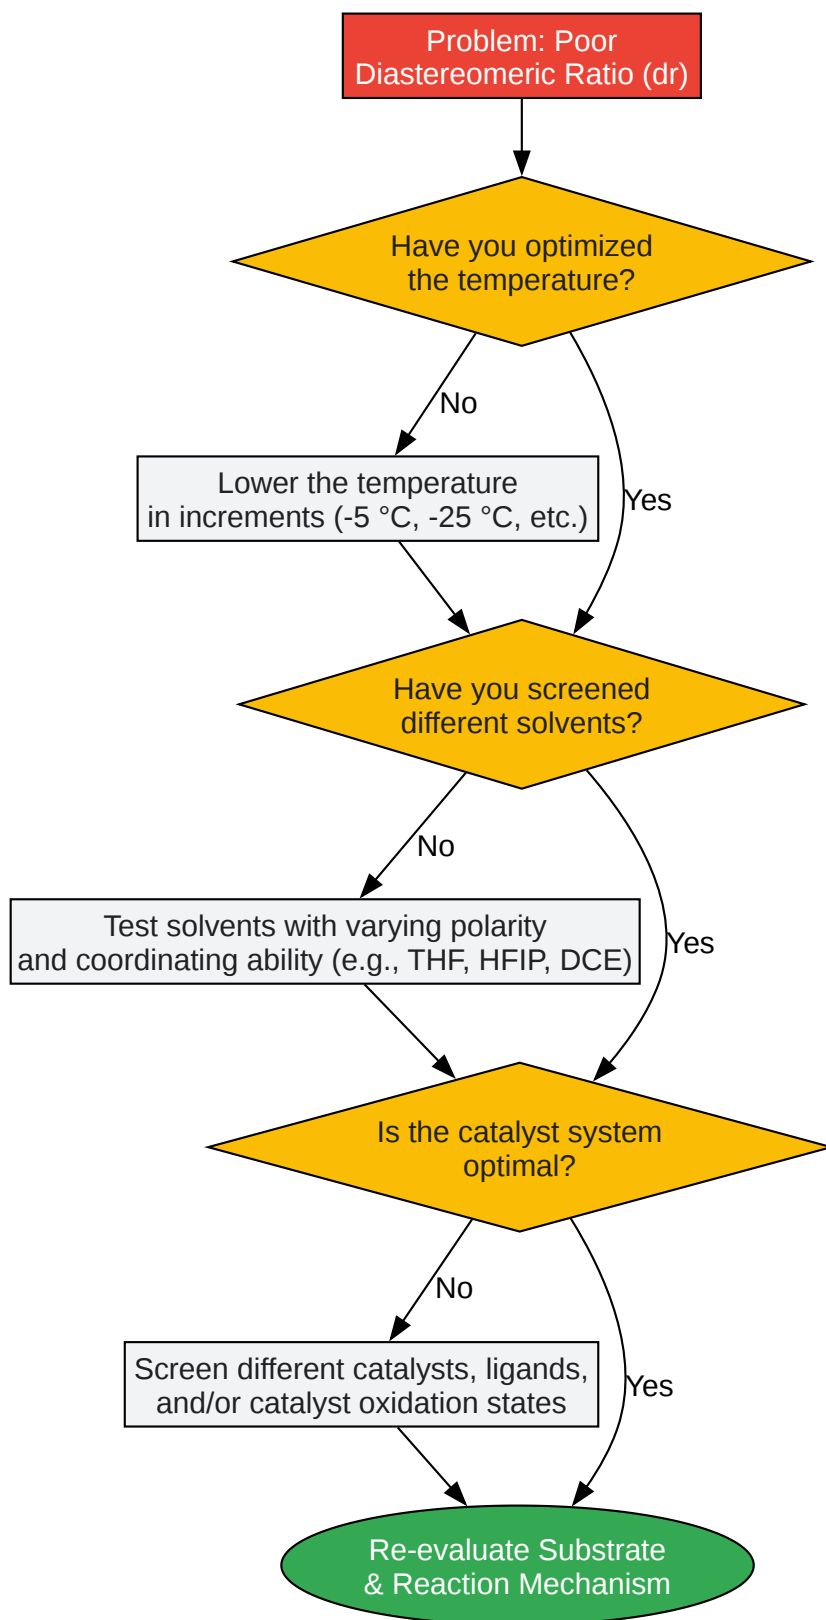 Problem: Poor
Diastereomeric Ratio (dr)
Have you optimized
the temperature?
No
Yes
Lower the temperature
in increments (-5 °C, -25 °C, etc.)
Have you screened
different solvents?
No
Yes
Test solvents with varying polarity
and coordinating ability (e.g., THF, HFIP, DCE)
Is the catalyst system
optimal?
No
Yes
Screen different catalysts, ligands,
and/or catalyst oxidation states
Re-evaluate Substrate
& Reaction Mechanism